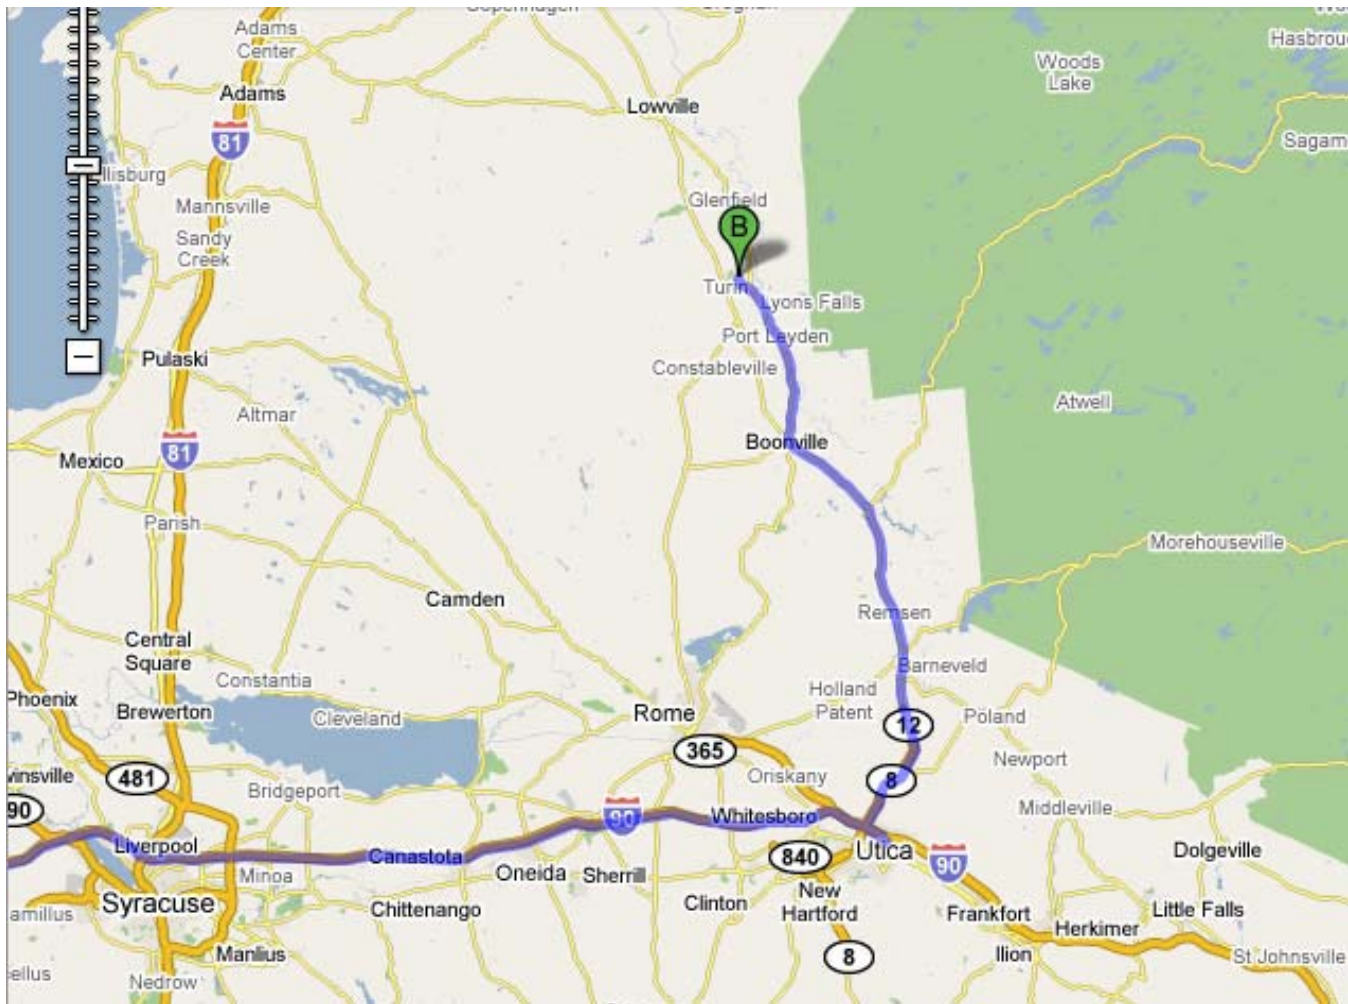 Copenhagen
Adams
Center
Adams
81
Lowville
Woods
Lake
Mannsville
Sandy
Creek
Glenfield
B
Turin
Lyons Falls
Port Leyden
Pulaski
Constableville
Altmar
Atwell
81
Boonville
Mexico
Parish
Morehouseville
Camden
Remsen
Central
Square
Constantia
Barneveld
Phoenix
Brewerton
Cleveland
Rome
Holland
Patent
12
Poland
365
Newport
481
Bridgeport
Oriskany
8
90
Whitesboro
90
Middleville
Liverpool
Canastota
Oneida
Sherrill
840
Utica
90
Dolgeville
Minoa
Syracuse
Chittenango
Clinton
New
Hartford
Frankfort
Little Falls
Herkimer
Manlius
8
Ilion
St Johnsville
Nedrow